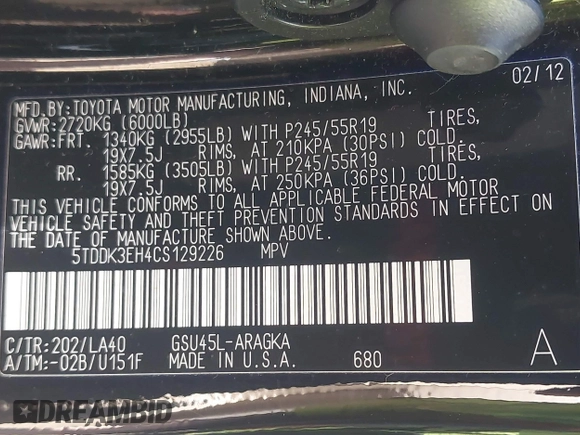 02/12
MFD.BY:TOYOTA MOTOR MANUFACTURING, INDIANA, INC.
GVWR:2720KG (6000LB)
GAWR:FRT. 1340KG (2955LB) WITH P245/55R19 TIRES,
19X7.5J RIMS, AT 210KPA (30PSI) COLD.
RR. 1585KG (3505LB) WITH P245/55R19 TIRES,
19X7.5J RIMS, AT 250KPA (36PSI) COLD.
THIS VEHICLE CONFORMS TO ALL APPLICABLE FEDERAL MOTOR
VEHICLE SAFETY AND THEFT PREVENTION STANDARDS IN EFFECT ON
THE DATE OF MANUFACTURE SHOWN ABOVE.
5TDDK3EH4CS129226 MPV
C/TR:202/LA40 GSU45L-ARAGKA
A/TM:-02B/U151F MADE IN U.S.A. 680 A
DREAMBID